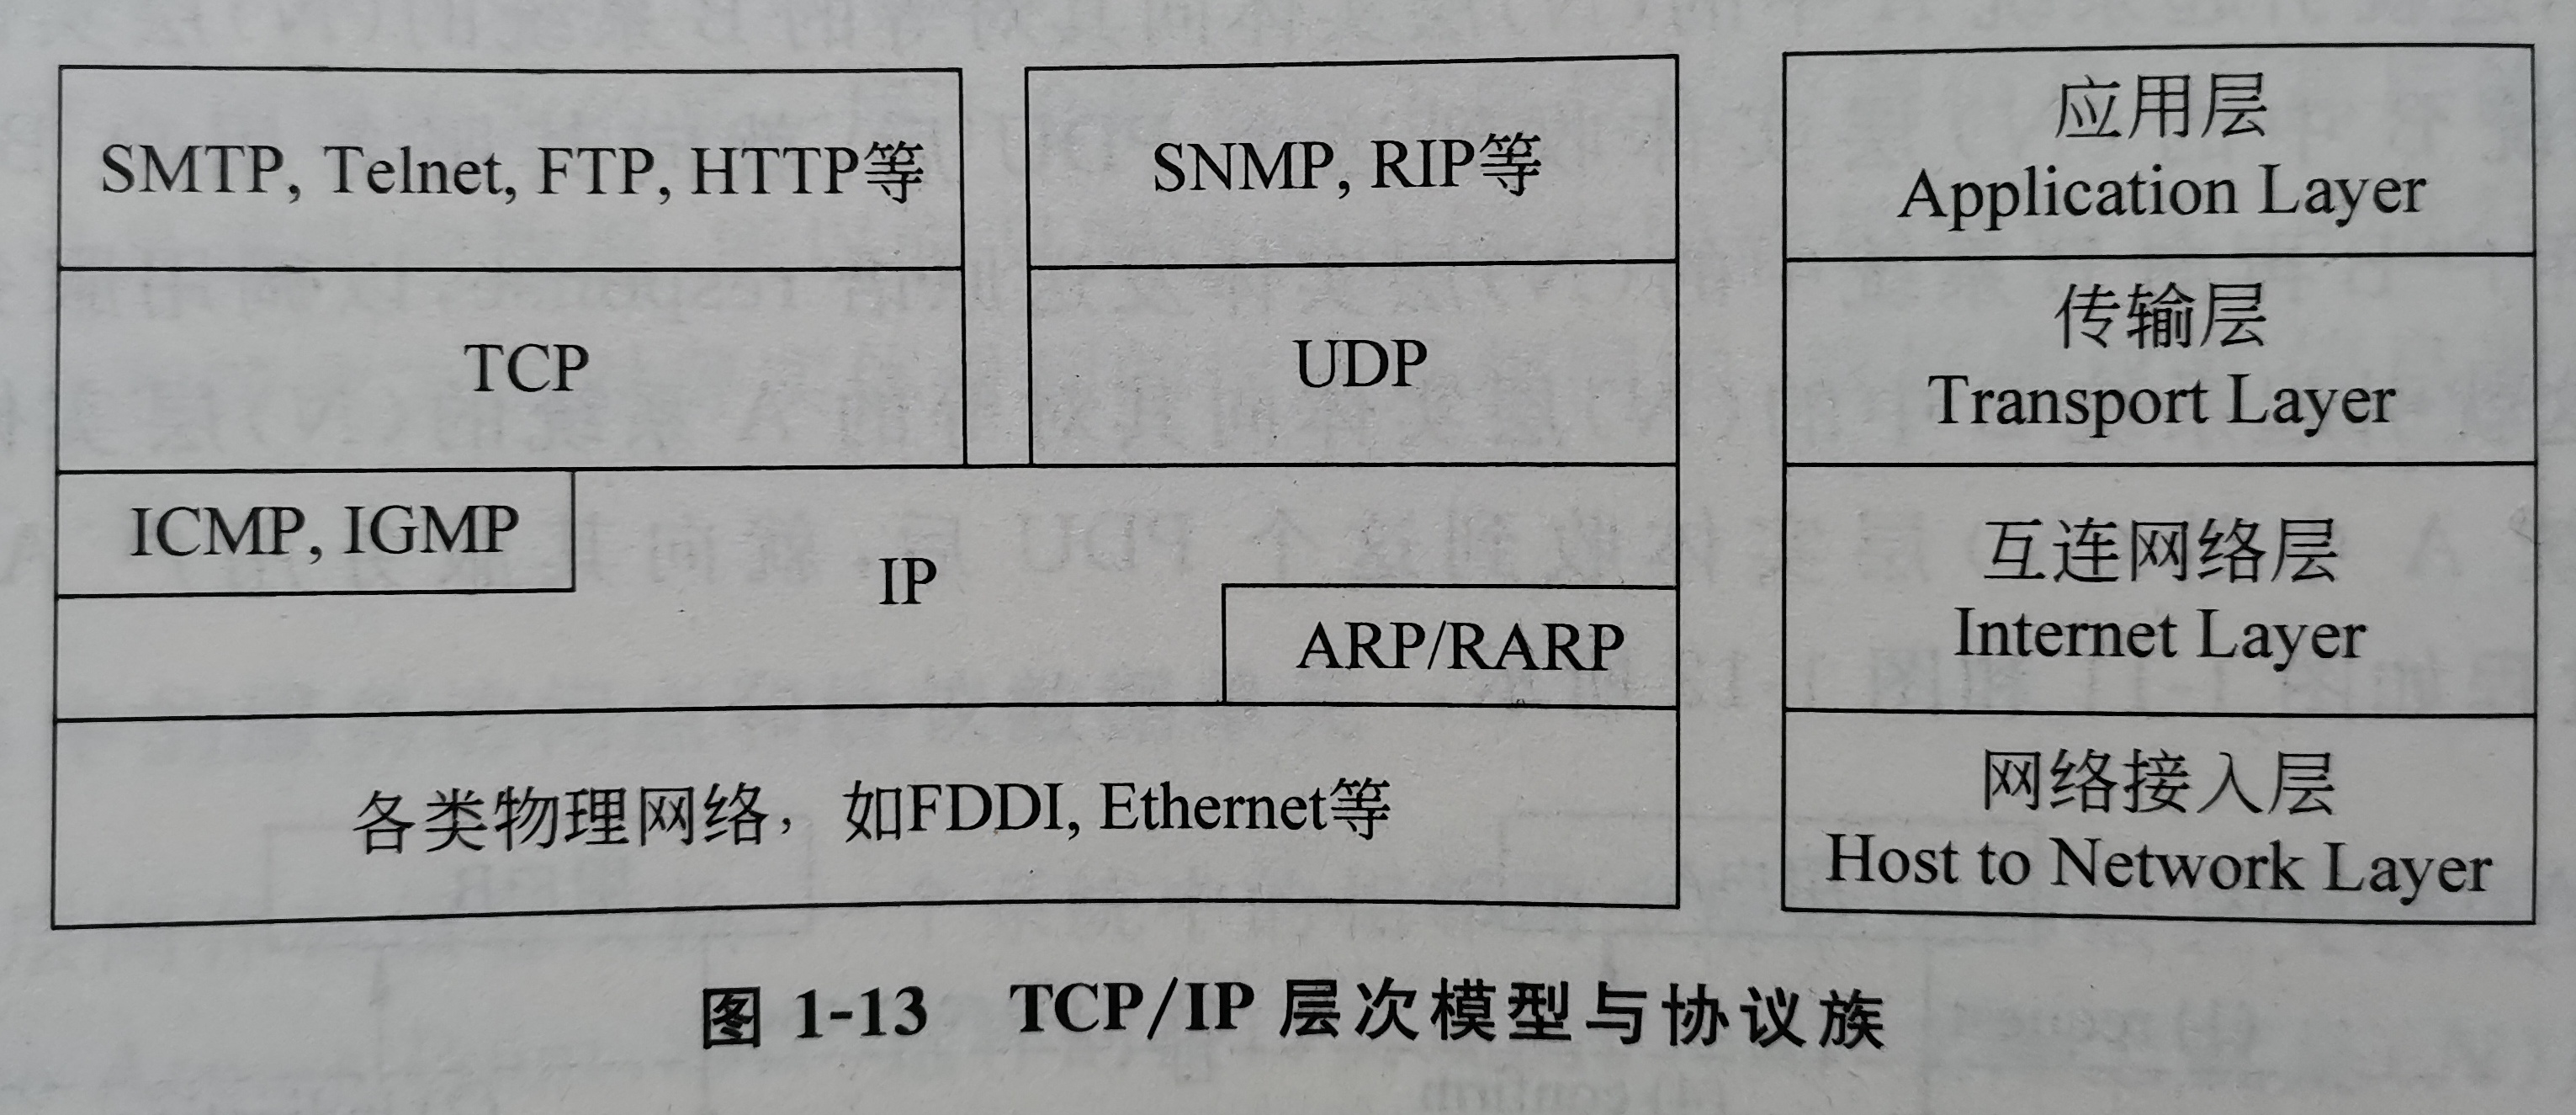 SMTP, Telnet, FTP, HTTP等
SNMP, RIP等
应用层
Application Layer
TCP
UDP
传输层
Transport Layer
ICMP, IGMP
IP
ARP/RARP
互连网络层
Internet Layer
各类物理网络，如FDDI, Ethernet等
网络接入层
Host to Network Layer
图 1-13 TCP/IP 层次模型与协议族